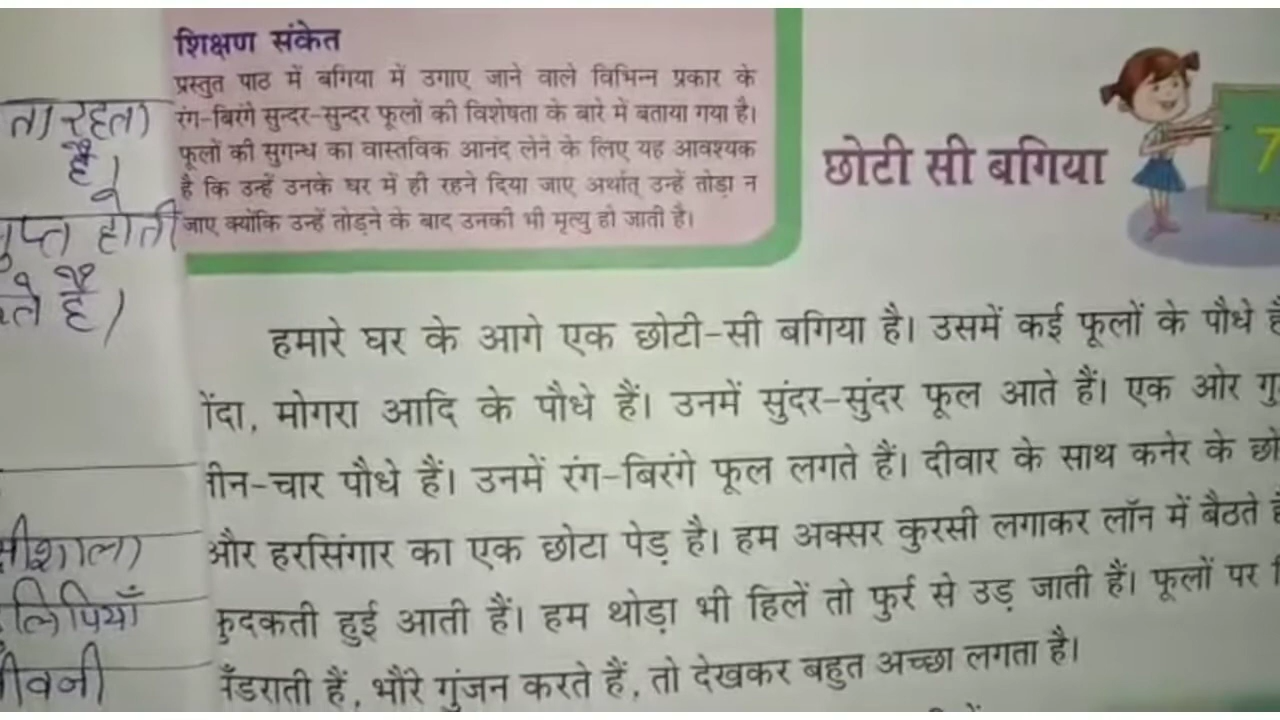 शिक्षण संकेत
प्रस्तुत पाठ में बगिया में उगाए जाने वाले विभिन्न प्रकार के
रंग-बिरंगे सुन्दर-सुन्दर फूलों की विशेषता के बारे में बताया गया है।
फूलों की सुगन्ध का वास्तविक आनंद लेने के लिए यह आवश्यक
है कि उन्हें उनके घर में ही रहने दिया जाए अर्थात् उन्हें तोड़ा न
जाए क्योंकि उन्हें तोड़ने के बाद उनकी भी मृत्यु हो जाती है।
छोटी सी बगिया
7
रहता
है।
होती
है।
लिपियाँ
हमारे घर के आगे एक छोटी-सी बगिया है। उसमें कई फूलों के पौधे
मोगरा आदि के पौधे हैं। उनमें सुंदर-सुंदर फूल आते हैं। एक ओर
चार पौधे हैं। उनमें रंग-बिरंगे फूल लगते हैं। दीवार के साथ कनेर के
और हरसिंगार का एक छोटा पेड़ है। हम अक्सर कुरसी लगाकर लॉन में बैठते
कुदकती हुई आती हैं। हम थोड़ा भी हिलें तो फुर्र से उड़ जाती हैं। फूलों पर
हैं, भौंरे गुंजन करते हैं, तो देखकर बहुत अच्छा लगता है।